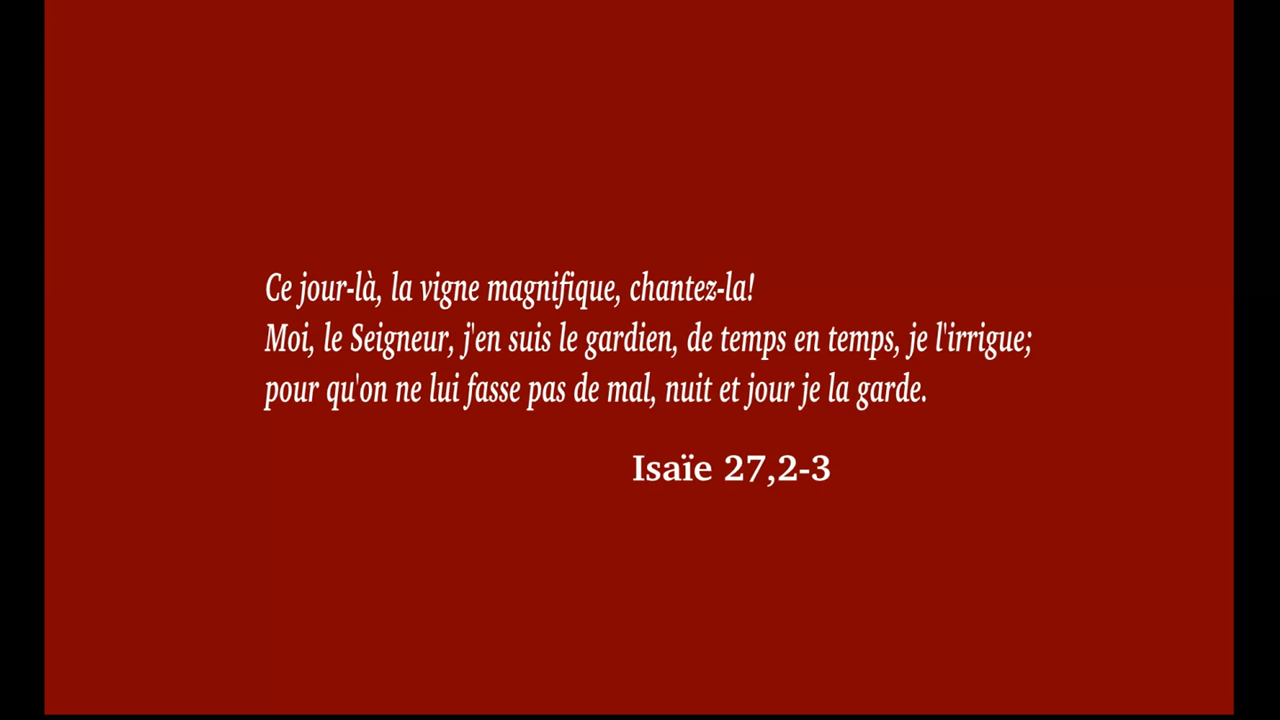 Ce jour-là, la vigne magnifique, chantez-la!
Moi, le Seigneur, j'en suis le gardien, de temps en temps, je l'irrigue;
pour qu'on ne lui fasse pas de mal, nuit et jour je la garde.
Isaïe 27,2-3